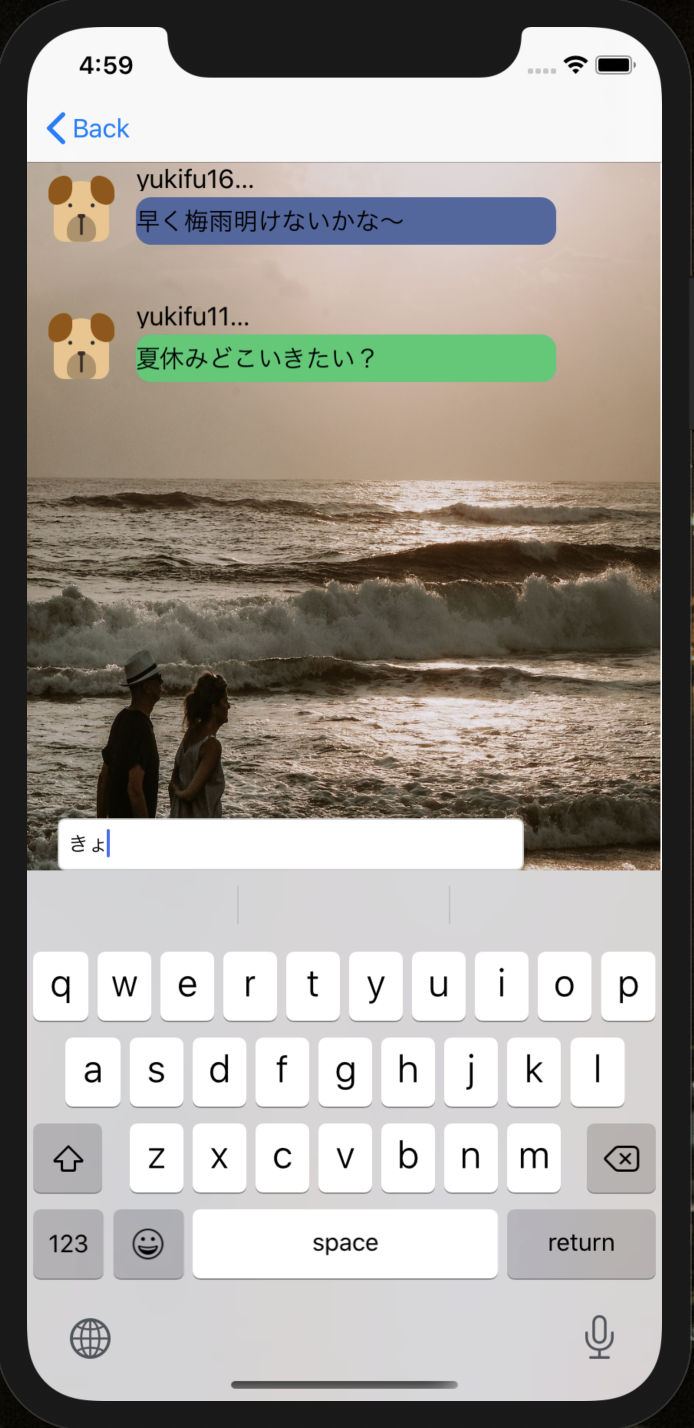 4:59
Back
yukifu16...
早く梅雨明けないかな〜
yukifu11...
夏休みどこいきたい？
きょ
q w e r t y u i o p
a s d f g h j k l
z x c v b n m
123 space return